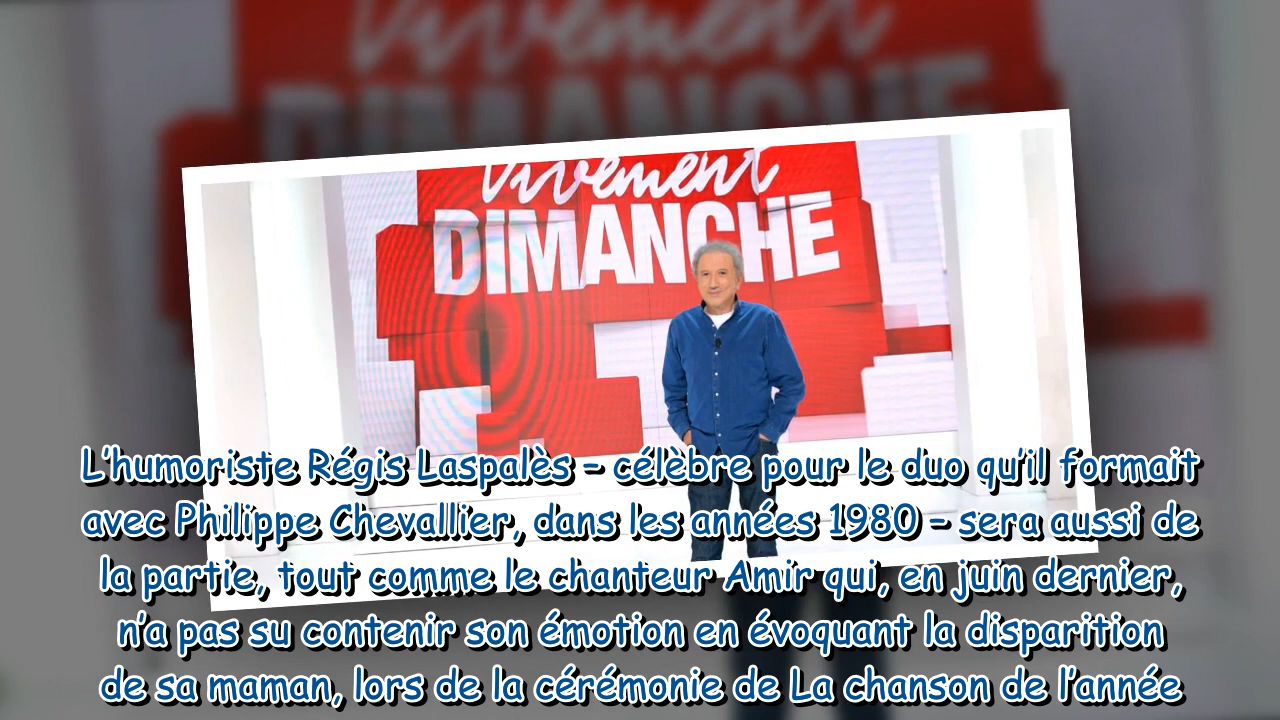 Vivement
DIMANCHE
Vivement
DIMANCHE
L'humoriste Régis Laspalès – célèbre pour le duo qu'il formait
avec Philippe Chevallier, dans les années 1980 – sera aussi de
la partie, tout comme le chanteur Amir qui, en juin dernier,
n'a pas su contenir son émotion en évoquant la disparition
de sa maman, lors de la cérémonie de La chanson de l'année